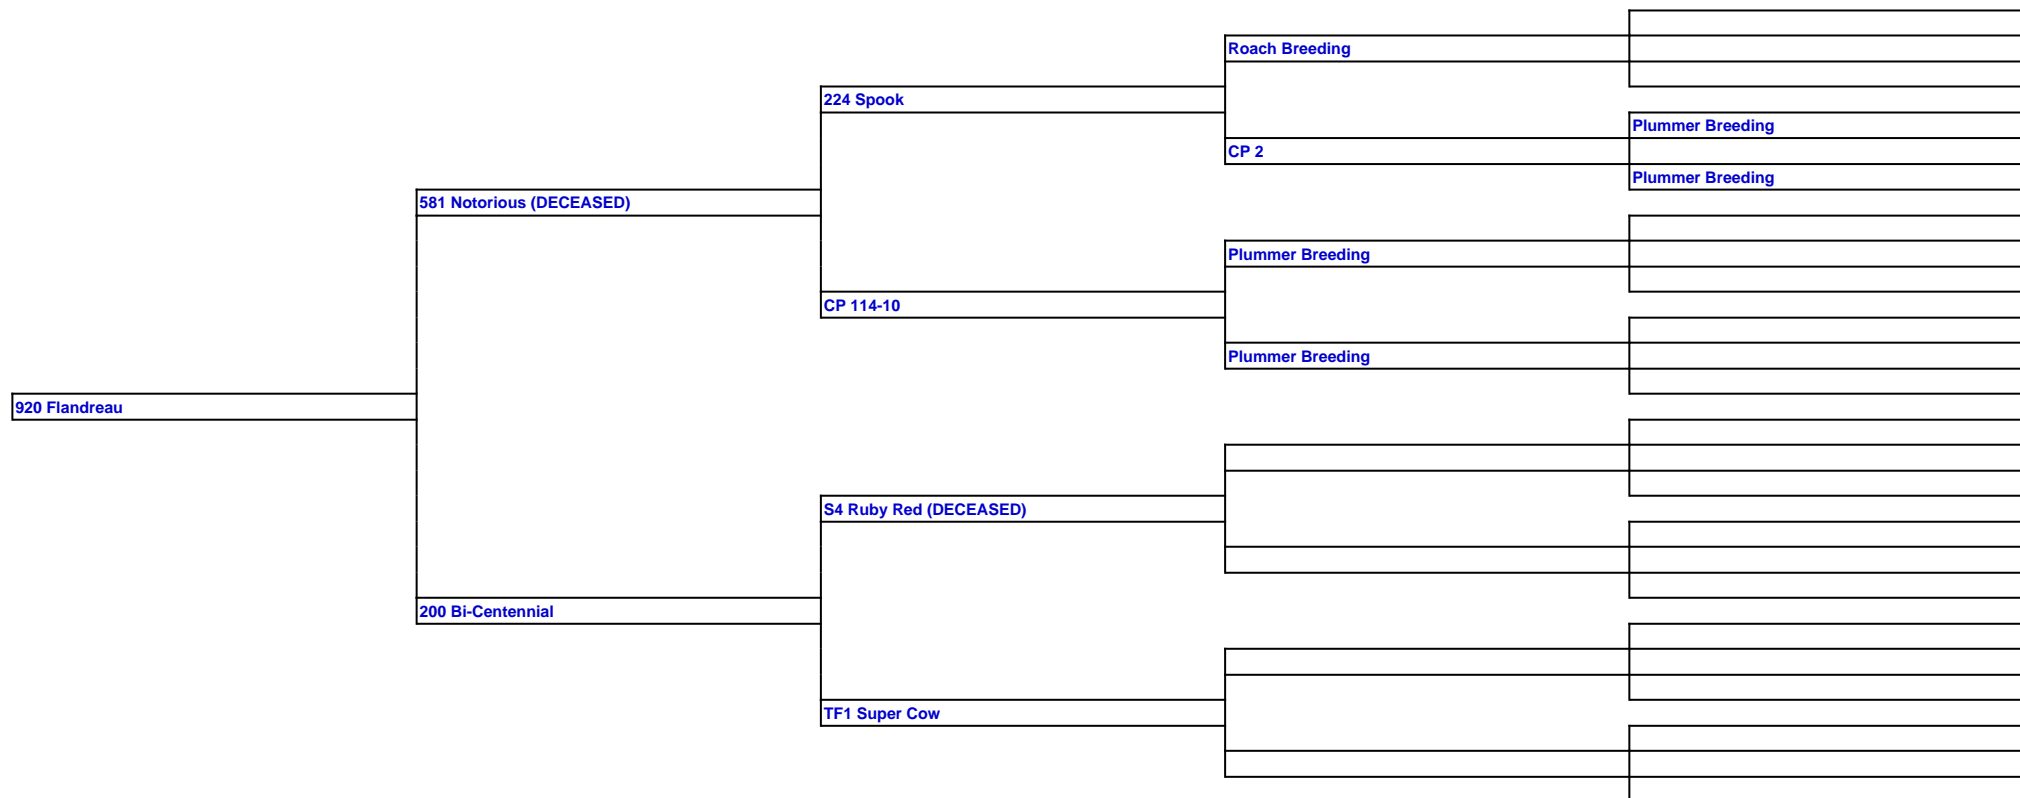 Roach Breeding
224 Spook
Plummer Breeding
CP 2
Plummer Breeding
581 Notorious (DECEASED)
Plummer Breeding
CP 114-10
Plummer Breeding
920 Flandreau
S4 Ruby Red (DECEASED)
200 Bi-Centennial
TF1 Super Cow